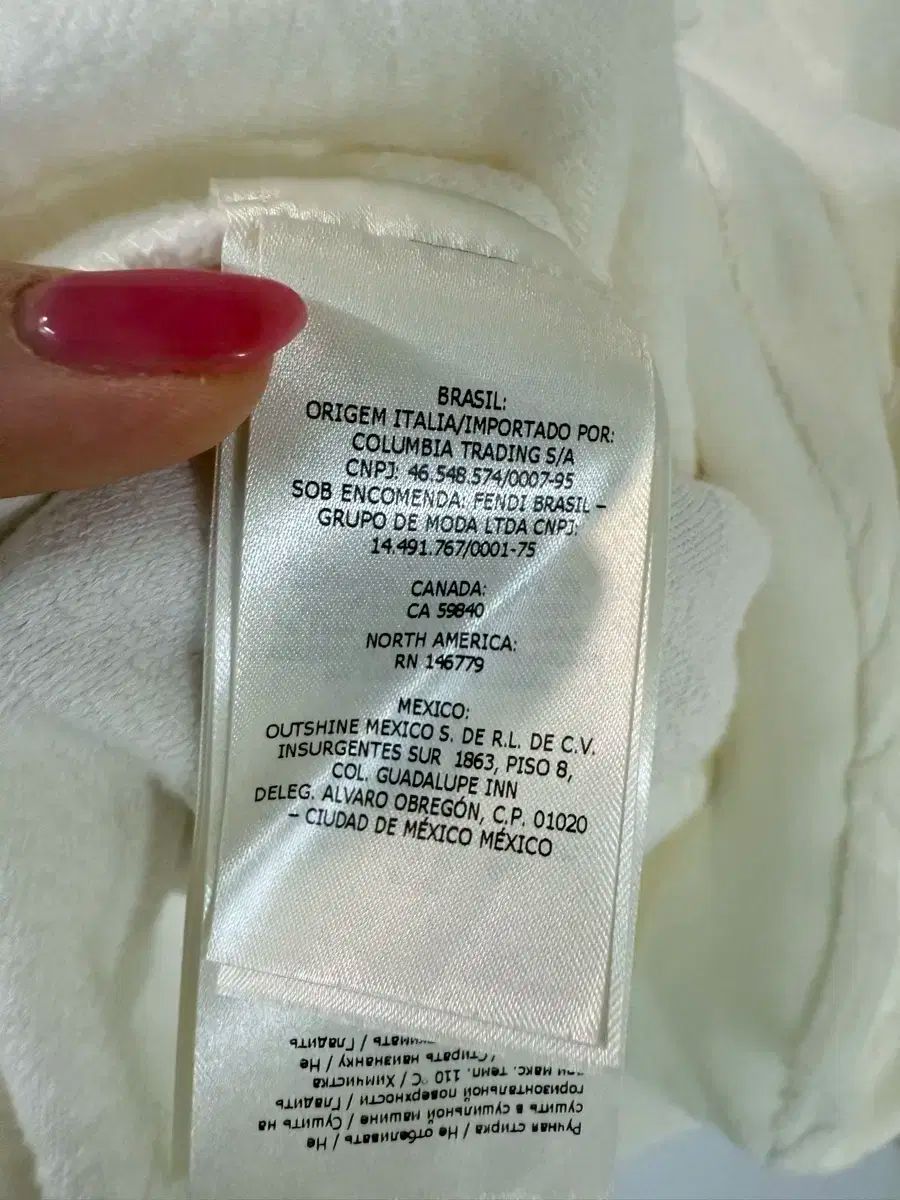 BRASIL:
ORIGEM ITALIA/IMPORTADO POR:
COLUMBIA TRADING S/A
CNPJ: 46.548.574/0007-95
SOB ENCOMENDA: FENDI BRASIL –
GRUPO DE MODA LTDA CNPJ:
14.491.767/0001-75
CANADA:
CA 59840
NORTH AMERICA:
RN 146779
MEXICO:
OUTSHINE MEXICO S. DE R.L. DE C.V.
INSURGENTES SUR 1863, PISO 8,
COL. GUADALUPE INN
DELEG. ALVARO OBREGÓN, C.P. 01020
– CIUDAD DE MÉXICO MÉXICO
Ручная стирка / Не отбеливать / Не
сушить в сушильной машине / Сушить на
горизонтальной поверхности / Гладить
макс. темп. 110 °C / Химчистка
/ Стирать наизнанку / Не
/ Гладить